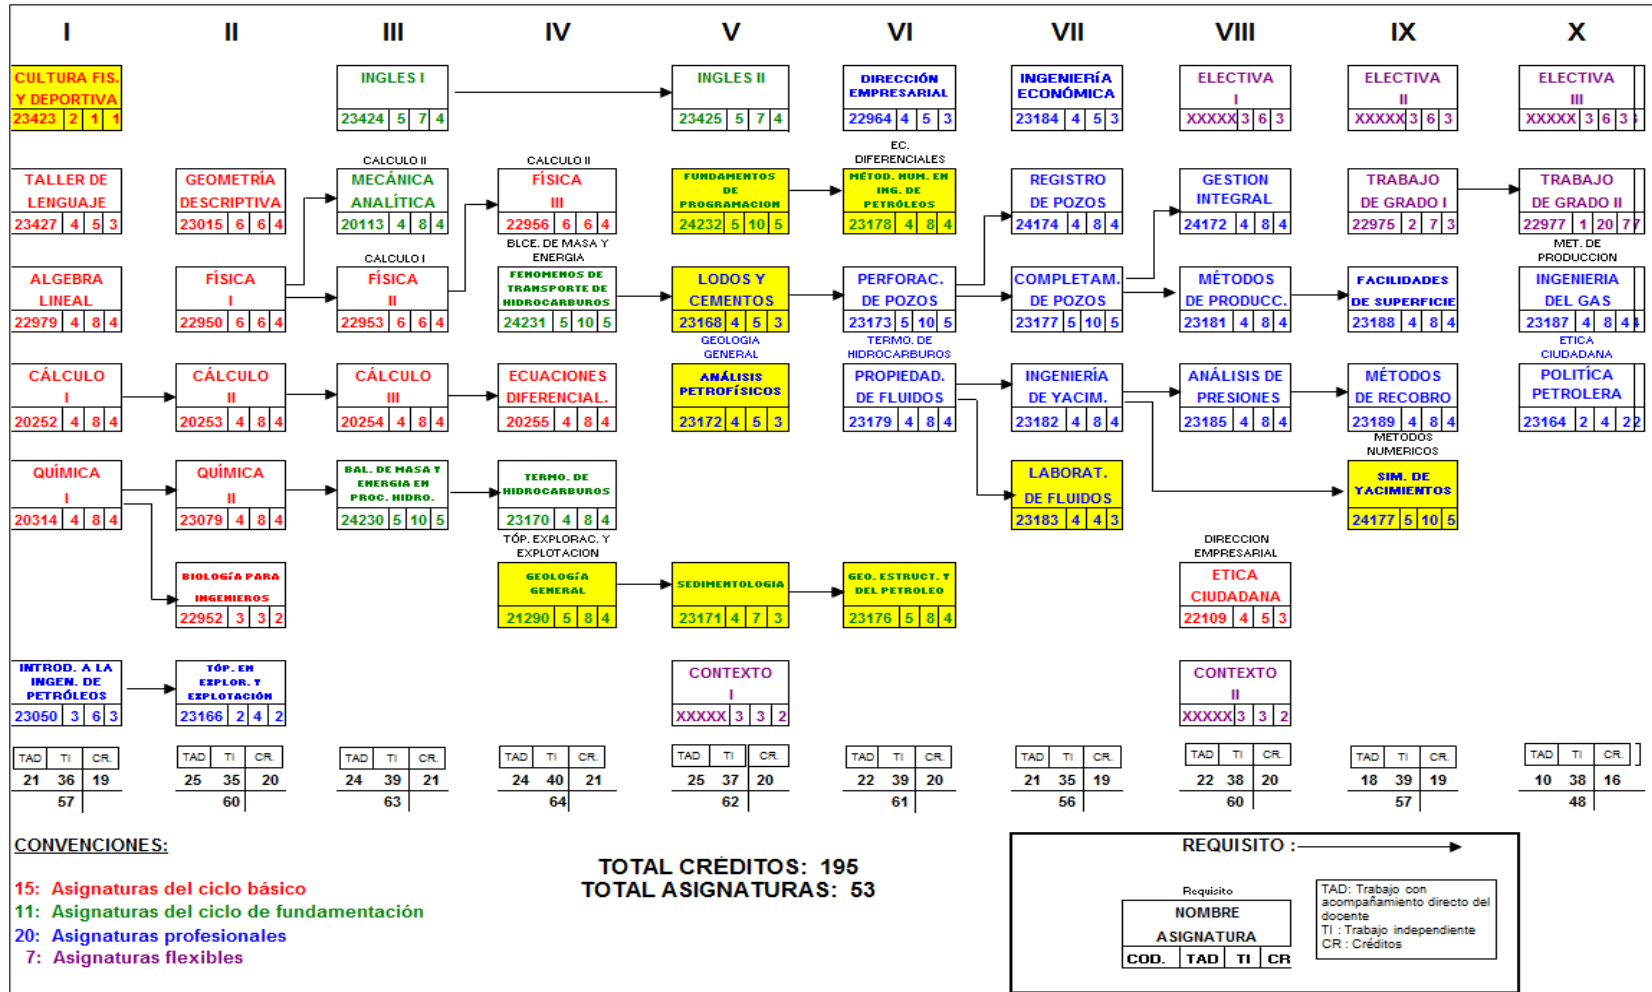 I II III IV V VI VII VIII IX X
CULTURA FIS.
Y DEPORTIVA
23423 2 1 1
INGLES I
23424 5 7 4
INGLES II
23425 5 7 4
DIRECCIÓN
EMPRESARIAL
22964 4 5 3
INGENIERÍA
ECONÓMICA
23184 4 5 3
ELECTIVA
I
XXXXX 3 6 3
ELECTIVA
II
XXXXX 3 6 3
ELECTIVA
III
XXXXX 3 6 3
TALLER DE
LENGUAJE
23427 4 5 3
GEOMETRÍA
DESCRIPTIVA
23015 6 6 4
CALCULO II
MECÁNICA
ANALÍTICA
20113 4 8 4
CALCULO II
FÍSICA
III
22956 6 6 4
FUNDAMENTOS
DE
PROGRAMACION
24232 5 10 5
EC.
DIFERENCIALES
MÉTOD. NUM. EN
ING. DE
PETRÓLEOS
23178 4 8 4
REGISTRO
DE POZOS
24174 4 8 4
GESTION
INTEGRAL
24172 4 8 4
TRABAJO
DE GRADO I
22975 2 7 3
TRABAJO
DE GRADO II
22977 1 20 7
ALGEBRA
LINEAL
22979 4 8 4
FÍSICA
I
22950 6 6 4
CALCULO I
FÍSICA
II
22953 6 6 4
BLCE. DE MASA Y
ENERGIA
FENOMENOS DE
TRANSPORTE DE
HIDROCARBUROS
24231 5 10 5
LODOS Y
CEMENTOS
23168 4 5 3
PERFORAC.
DE POZOS
23173 5 10 5
COMPLETAM.
DE POZOS
23177 5 10 5
MÉTODOS
DE PRODUCC.
23181 4 8 4
FACILIDADES
DE SUPERFICIE
23188 4 8 4
MET. DE
PRODUCCION
INGENIERIA
DEL GAS
23187 4 8 4
CÁLCULO
I
20252 4 8 4
CÁLCULO
II
20253 4 8 4
CÁLCULO
III
20254 4 8 4
ECUACIONES
DIFERENCIAL.
20255 4 8 4
GEOLOGIA
GENERAL
ANÁLISIS
PETROFÍSICOS
23172 4 5 3
TERMO. DE
HIDROCARBUROS
PROPIEDAD.
DE FLUIDOS
23179 4 8 4
INGENIERÍA
DE YACIM.
23182 4 8 4
ANÁLISIS DE
PRESIONES
23185 4 8 4
MÉTODOS
DE RECOBRO
23189 4 8 4
ETICA
CIUDADANA
POLITÍCA
PETROLERA
23164 2 4 2
QUÍMICA
I
20314 4 8 4
QUÍMICA
II
23079 4 8 4
BAL. DE MASA Y
ENERGIA EN
PROC. HIDRO.
24230 5 10 5
TERMO. DE
HIDROCARBUROS
23170 4 8 4
LABORAT.
DE FLUIDOS
23183 4 4 3
METODOS
NUMERICOS
SIM. DE
YACIMIENTOS
24177 5 10 5
BIOLOGÍA PARA
INGENIEROS
22952 3 3 2
TÓP. EXPLORAC. Y
EXPLOTACION
GEOLOGÍA
GENERAL
21290 5 8 4
SEDIMENTOLOGIA
23171 4 7 3
GEO. ESTRUCT. Y
DEL PETROLEO
23176 5 8 4
DIRECCION
EMPRESARIAL
ETICA
CIUDADANA
22109 4 5 3
INTROD. A LA
INGEN. DE
PETRÓLEOS
23050 3 6 3
TÓP. EN
EXPLOR. Y
EXPLOTACIÓN
23166 2 4 2
CONTEXTO
I
XXXXX 3 3 2
CONTEXTO
II
XXXXX 3 3 2
TAD TI CR. TAD TI CR. TAD TI CR. TAD TI CR. TAD TI CR. TAD TI CR. TAD TI CR. TAD TI CR. TAD TI CR. TAD TI CR.
21 36 19 25 35 20 24 39 21 24 40 21 25 37 20 22 39 20 21 35 19 22 38 20 18 39 19 10 38 16
57 60 63 64 62 61 56 60 57 48
CONVENCIONES:
15: Asignaturas del ciclo básico
11: Asignaturas del ciclo de fundamentación
20: Asignaturas profesionales
7: Asignaturas flexibles
TOTAL CRÉDITOS: 195
TOTAL ASIGNATURAS: 53
REQUISITO :
Requisito
NOMBRE
ASIGNATURA
COD. TAD TI CR
TAD: Trabajo con
acompañamiento directo del
docente
TI : Trabajo independiente
CR : Créditos